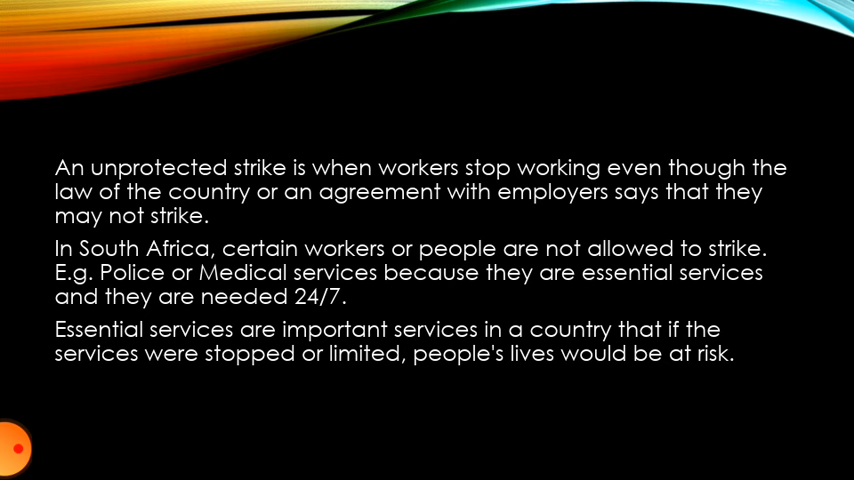 An unprotected strike is when workers stop working even though the
law of the country or an agreement with employers says that they
may not strike.
In South Africa, certain workers or people are not allowed to strike.
E.g. Police or Medical services because they are essential services
and they are needed 24/7.
Essential services are important services in a country that if the
services were stopped or limited, people's lives would be at risk.